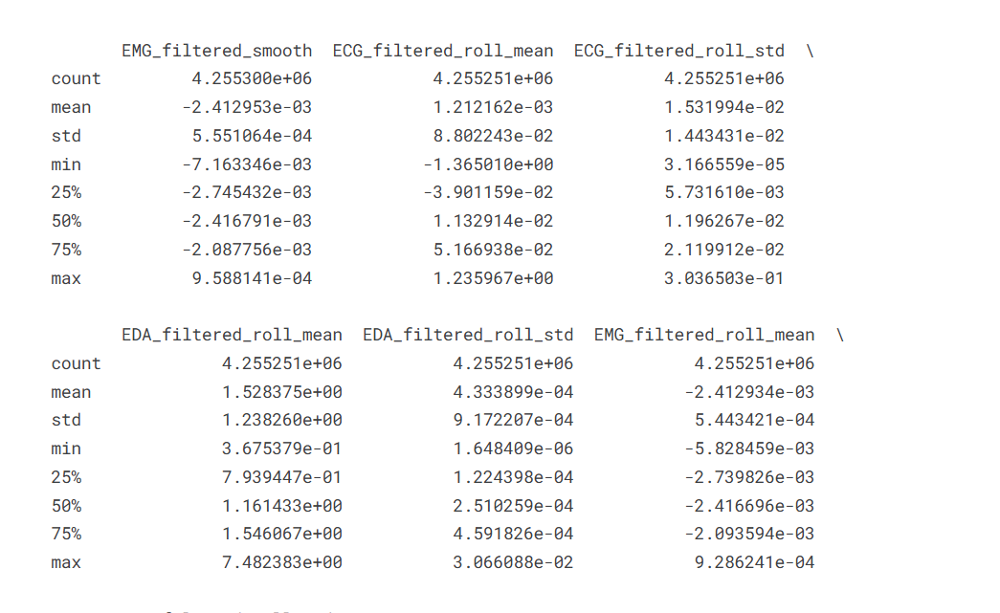 EMG_filtered_smooth ECG_filtered_roll_mean ECG_filtered_roll_std \
count 4.255300e+06 4.255251e+06 4.255251e+06
mean -2.412953e-03 1.212162e-03 1.531994e-02
std 5.551064e-04 8.802243e-02 1.443431e-02
min -7.163346e-03 -1.365010e+00 3.166559e-05
25% -2.745432e-03 -3.901159e-02 5.731610e-03
50% -2.416791e-03 1.132914e-02 1.196267e-02
75% -2.087756e-03 5.166938e-02 2.119912e-02
max 9.588141e-04 1.235967e+00 3.036503e-01
EDA_filtered_roll_mean EDA_filtered_roll_std EMG_filtered_roll_mean \
count 4.255251e+06 4.255251e+06 4.255251e+06
mean 1.528375e+00 4.333899e-04 -2.412934e-03
std 1.238260e+00 9.172207e-04 5.443421e-04
min 3.675379e-01 1.648409e-06 -5.828459e-03
25% 7.939447e-01 1.224398e-04 -2.739826e-03
50% 1.161433e+00 2.510259e-04 -2.416696e-03
75% 1.546067e+00 4.591826e-04 -2.093594e-03
max 7.482383e+00 3.066088e-02 9.286241e-04